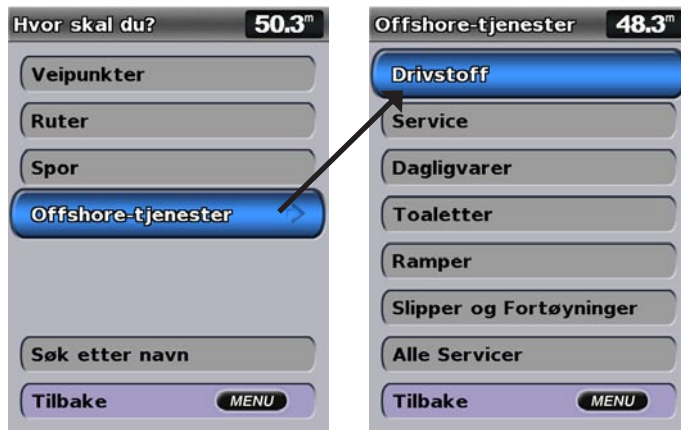 Hvor skal du? 50.3m
Veipunkter
Ruter
Spor
Offshore-tjenester
Søk etter navn
Tilbake MENU
Offshore-tjenester 48.3m
Drivstoff
Service
Dagligvarer
Toaletter
Ramper
Slipper og Fortøyninger
Alle Servicer
Tilbake MENU